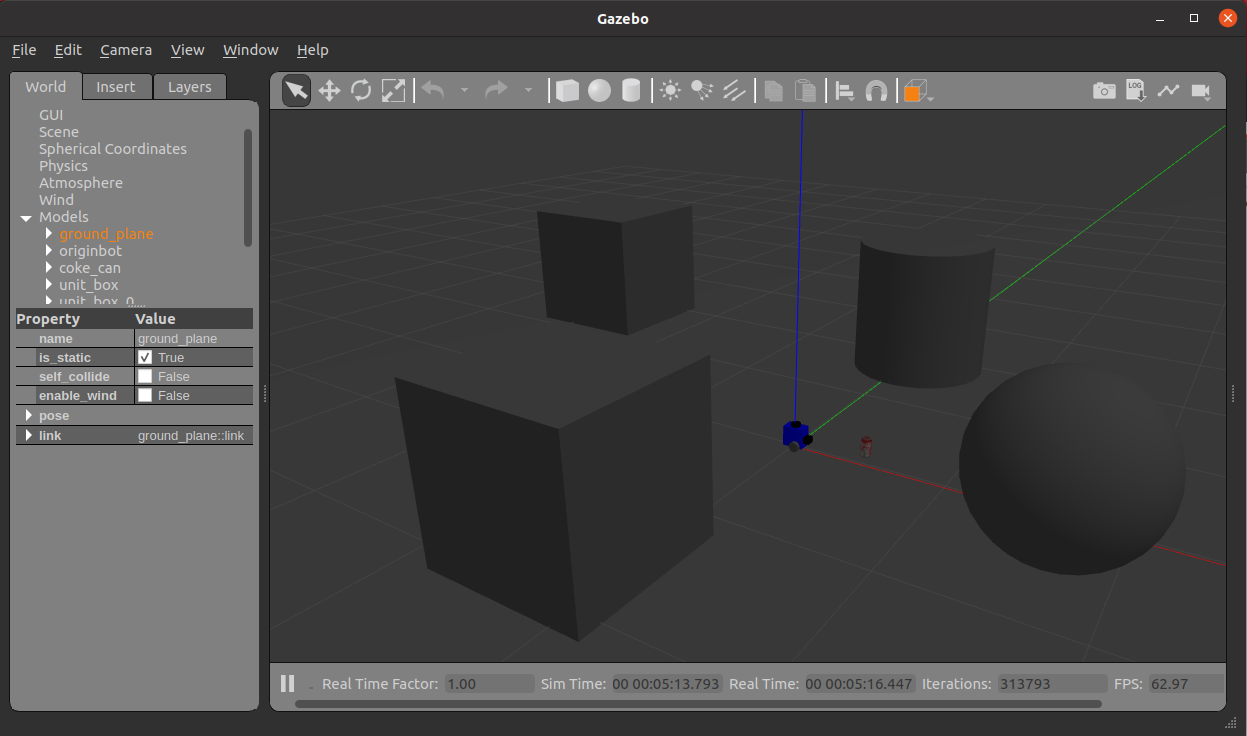 Gazebo
File Edit Camera View Window Help
World Insert Layers
LOG
GUI
Scene
Spherical Coordinates
Physics
Atmosphere
Wind
Models
ground_plane
originbot
coke_can
unit_box
unit_box_0
Property Value
name ground_plane
is_static True
self_collide False
enable_wind False
pose
link ground_plane::link
Real Time Factor: 1.00 Sim Time: 00 00:05:13.793 Real Time: 00 00:05:16.447 Iterations: 313793 FPS: 62.97